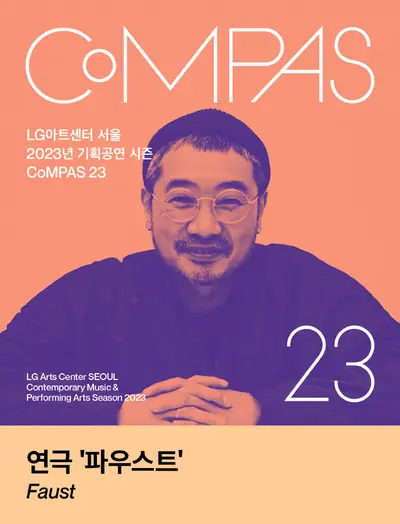 CoMPAS
LG아트센터 서울
2023년 기획공연 시즌
CoMPAS 23
23
LG Arts Center SEOUL
Contemporary Music &
Performing Arts Season 2023
연극 '파우스트'
Faust